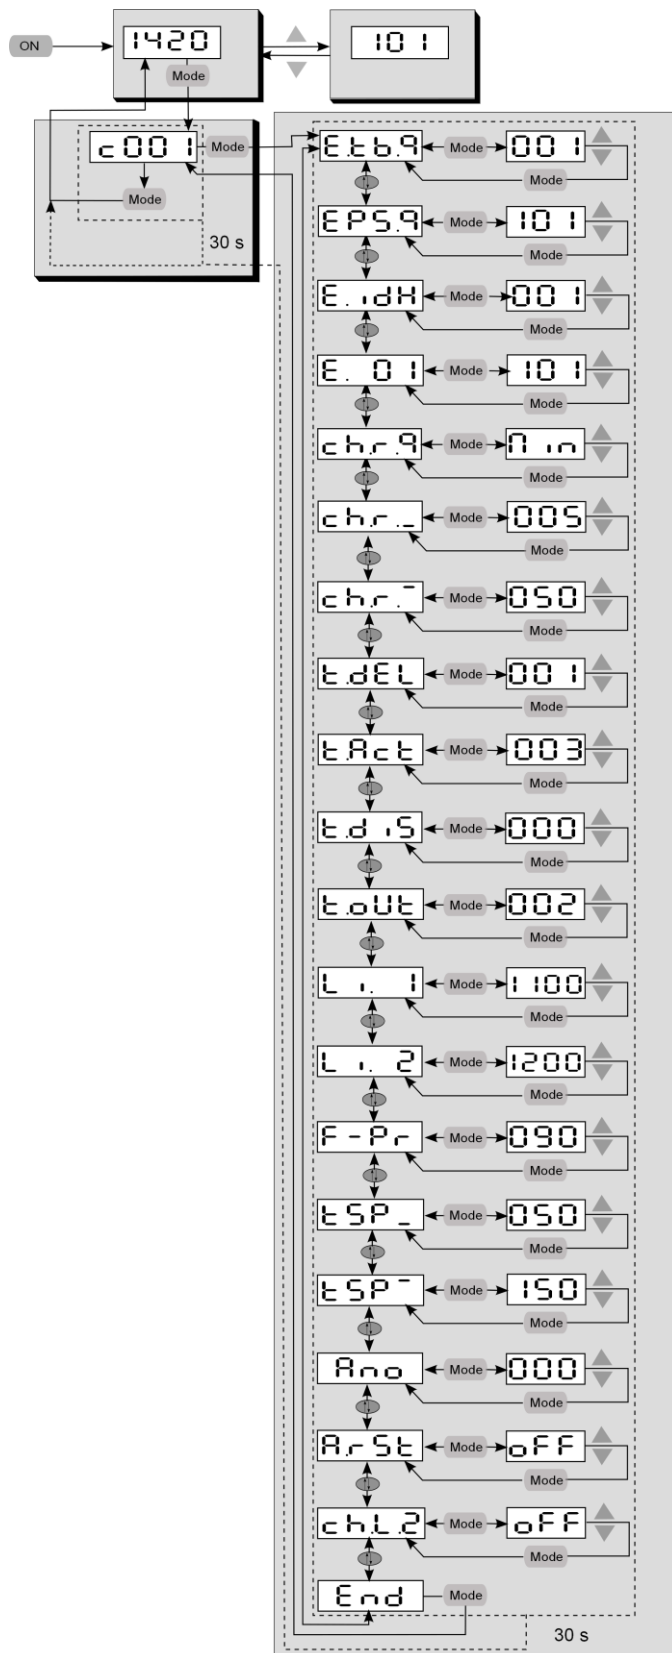 ON
1420
101
Mode
c001
Mode
Mode
30 s
E.tb.9 Mode 001
Mode
EPS.9 Mode 101
Mode
E.idH Mode 001
Mode
E. 01 Mode 101
Mode
ch.r.9 Mode Min
Mode
ch.r._ Mode 005
Mode
ch.r.¯ Mode 050
Mode
t.dEL Mode 001
Mode
t.Act Mode 003
Mode
t.diS Mode 000
Mode
t.oUt Mode 002
Mode
Li. 1 Mode 1100
Mode
Li. 2 Mode 1200
Mode
F-Pr Mode 090
Mode
tSP_ Mode 050
Mode
tSP¯ Mode 150
Mode
Ano Mode 000
Mode
A.rSt Mode oFF
Mode
ch.L.2 Mode oFF
Mode
End Mode
30 s